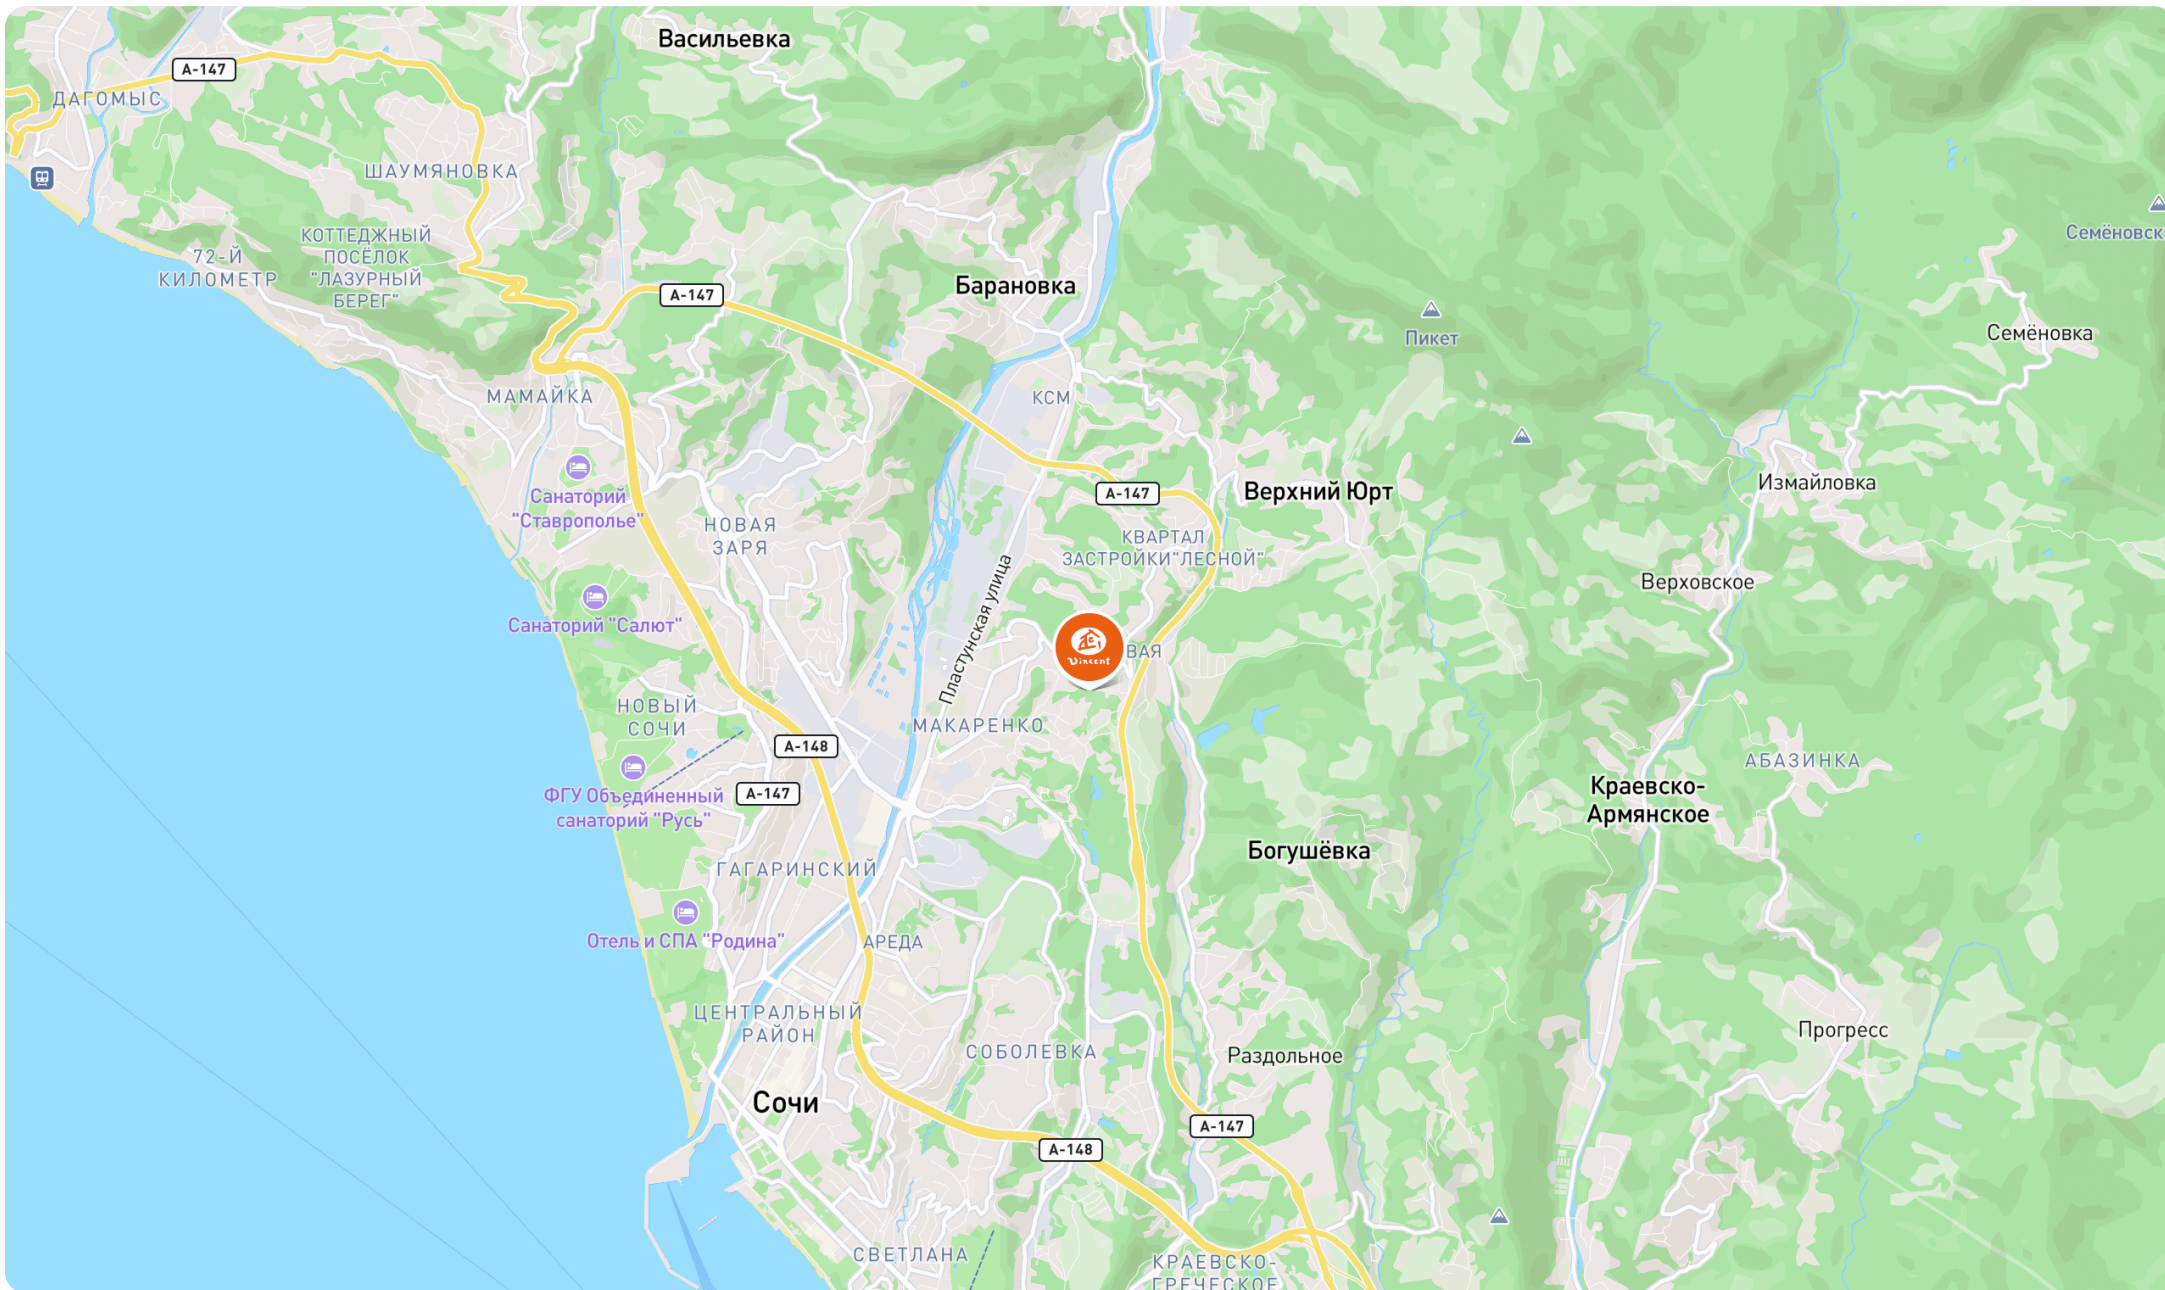 Васильевка
А-147
ДАГОМЫС
ШАУМЯНОВКА
Семёновск
КОТТЕДЖНЫЙ
ПОСЁЛОК
"ЛАЗУРНЫЙ
БЕРЕГ"
72-Й
КИЛОМЕТР
А-147
Барановка
Пикет
Семёновка
МАМАЙКА
КСМ
Санаторий
"Ставрополье"
А-147
Верхний Юрт
Измайловка
НОВАЯ
ЗАРЯ
КВАРТАЛ
ЗАСТРОЙКИ"ЛЕСНОЙ"
Верховское
Санаторий "Салют"
Пластунская улица
Vincent
ВАЯ
НОВЫЙ
СОЧИ
МАКАРЕНКО
А-148
АБАЗИНКА
А-147
ФГУ Объединенный
санаторий "Русь"
Краевско-
Армянское
Богушёвка
ГАГАРИНСКИЙ
Отель и СПА "Родина"
АРЕДА
ЦЕНТРАЛЬНЫЙ
РАЙОН
Прогресс
СОБОЛЕВКА
Раздольное
Сочи
А-147
А-148
СВЕТЛАНА
КРАЕВСКО-
ГРЕЧЕСКОЕ